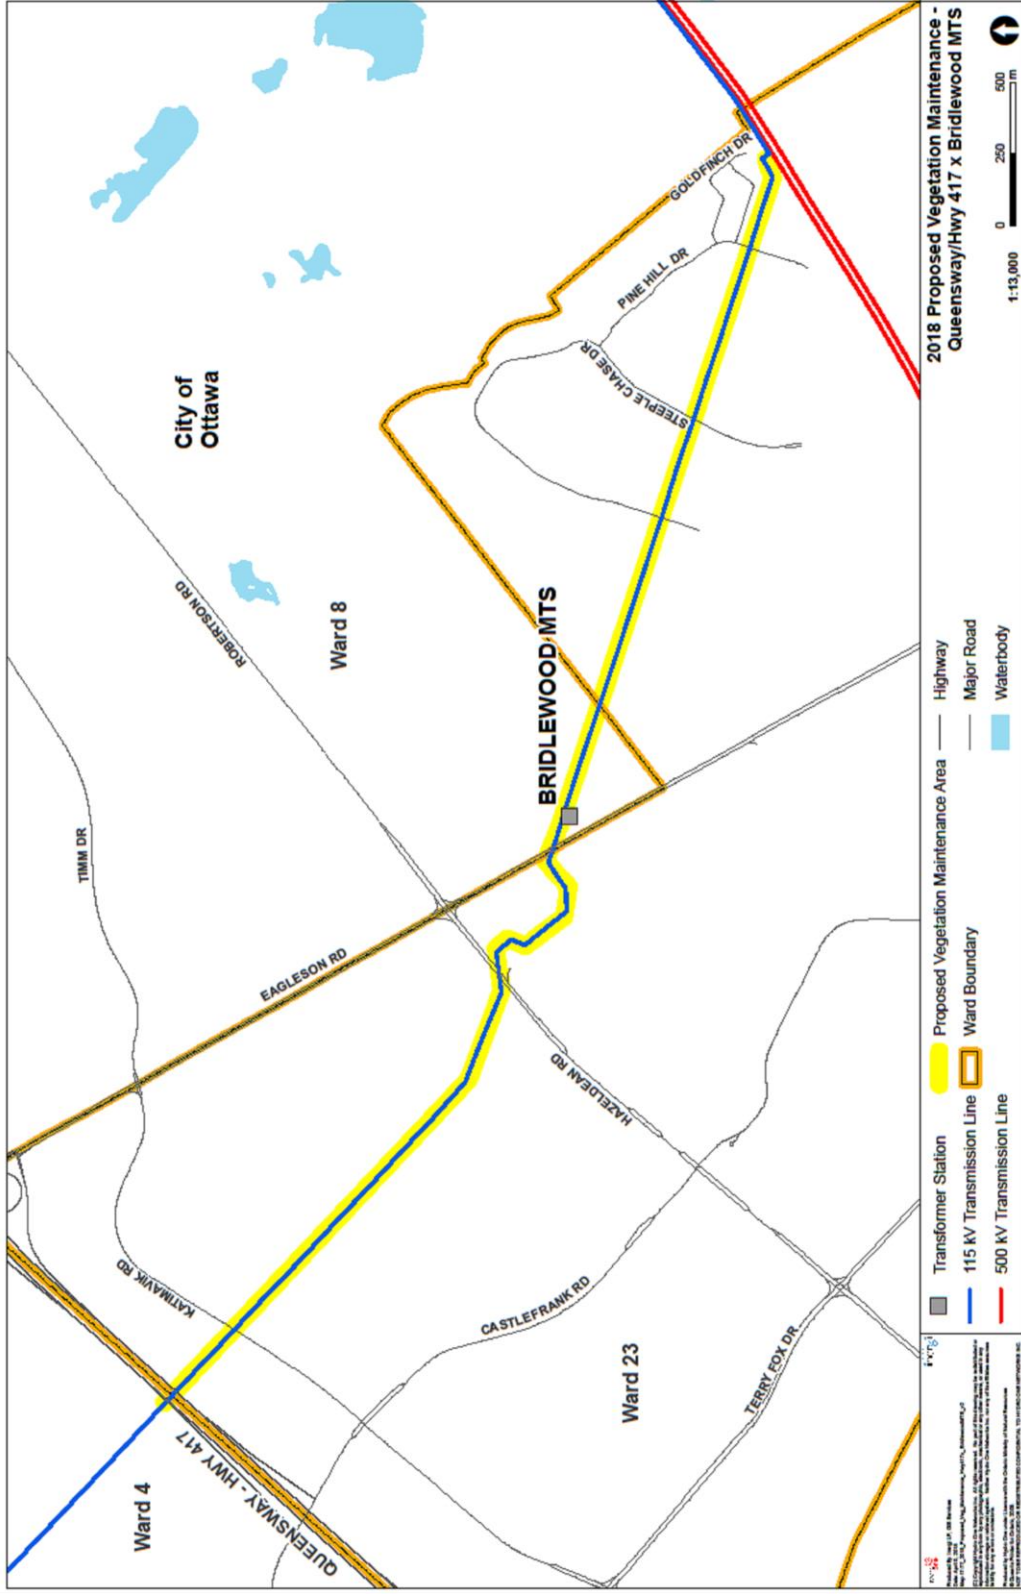 City of
Ottawa
ROBERTSON RD
TIMM DR
Ward 8
EAGLESON RD
GOLDFINCH DR
PINE HILL DR
STEEPLE CHASE DR
BRIDLEWOOD MTS
KATIMAVIK RD
HAZELDEAN RD
CASTLEFRANK RD
Ward 4
QUEENSWAY - HWY 417
Ward 23
TERRY FOX DR
Transformer Station
115 kV Transmission Line
500 kV Transmission Line
Proposed Vegetation Maintenance Area
Ward Boundary
Highway
Major Road
Waterbody
2018 Proposed Vegetation Maintenance -
Queensway/Hwy 417 x Bridlewood MTS
0 250 500
m
1:13,000